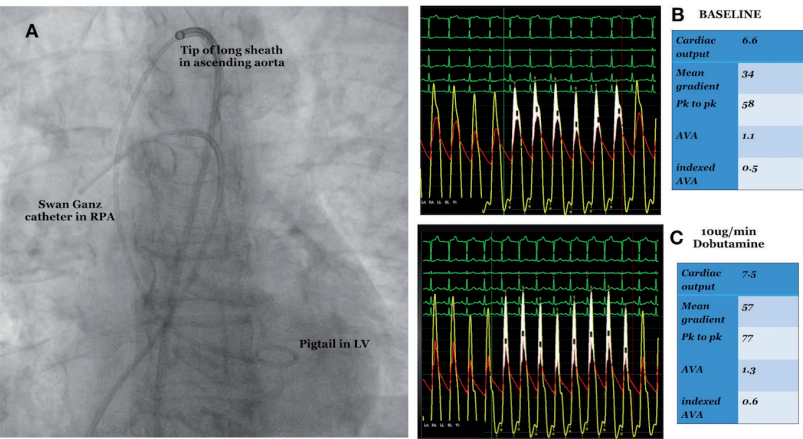 A
Tip of long sheath
in ascending aorta
Swan Ganz
catheter in RPA
Pigtail in LV
B
BASELINE
Cardiac
output
6.6
Mean
gradient
34
Pk to pk
58
AVA
1.1
indexed
AVA
0.5
C
10ug/min
Dobutamine
Cardiac
output
7.5
Mean
gradient
57
Pk to pk
77
AVA
1.3
indexed
AVA
0.6